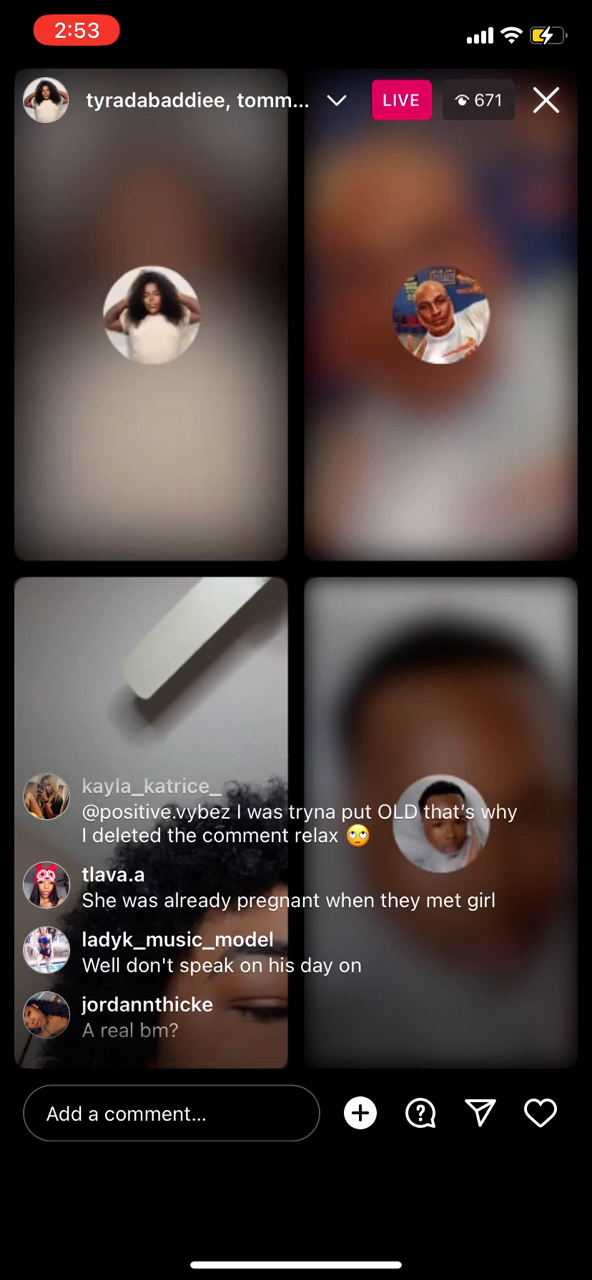 2:53
tyradabaddiee, tomm...
LIVE
671
kayla_katrice_
@positive.vybez I was tryna put OLD that's why
I deleted the comment relax 🙄
tlava.a
She was already pregnant when they met girl
ladyk_music_model
Well don't speak on his day on
jordannthicke
A real bm?
Add a comment...